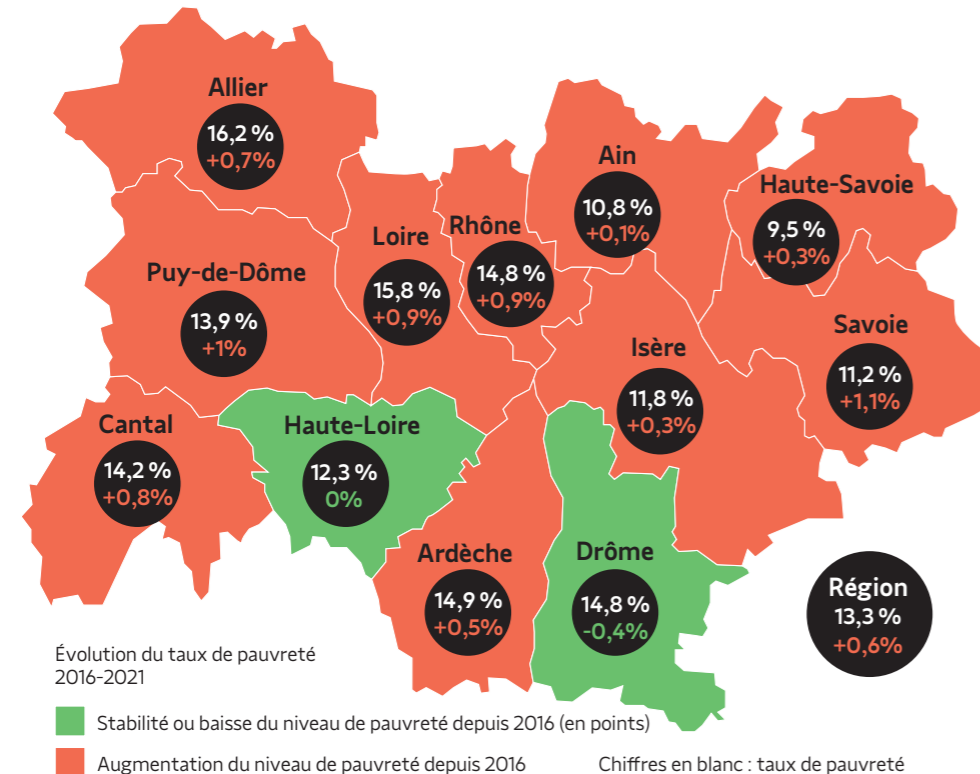 Allier
16,2 %
+0,7%
Ain
10,8 %
+0,1%
Haute-Savoie
9,5 %
+0,3%
Loire
15,8 %
+0,9%
Rhône
14,8 %
+0,9%
Puy-de-Dôme
13,9 %
+1%
Savoie
11,2 %
+1,1%
Isère
11,8 %
+0,3%
Cantal
14,2 %
+0,8%
Haute-Loire
12,3 %
0%
Ardèche
14,9 %
+0,5%
Drôme
14,8 %
-0,4%
Région
13,3 %
+0,6%
Évolution du taux de pauvreté
2016-2021
Stabilité ou baisse du niveau de pauvreté depuis 2016 (en points)
Augmentation du niveau de pauvreté depuis 2016
Chiffres en blanc : taux de pauvreté